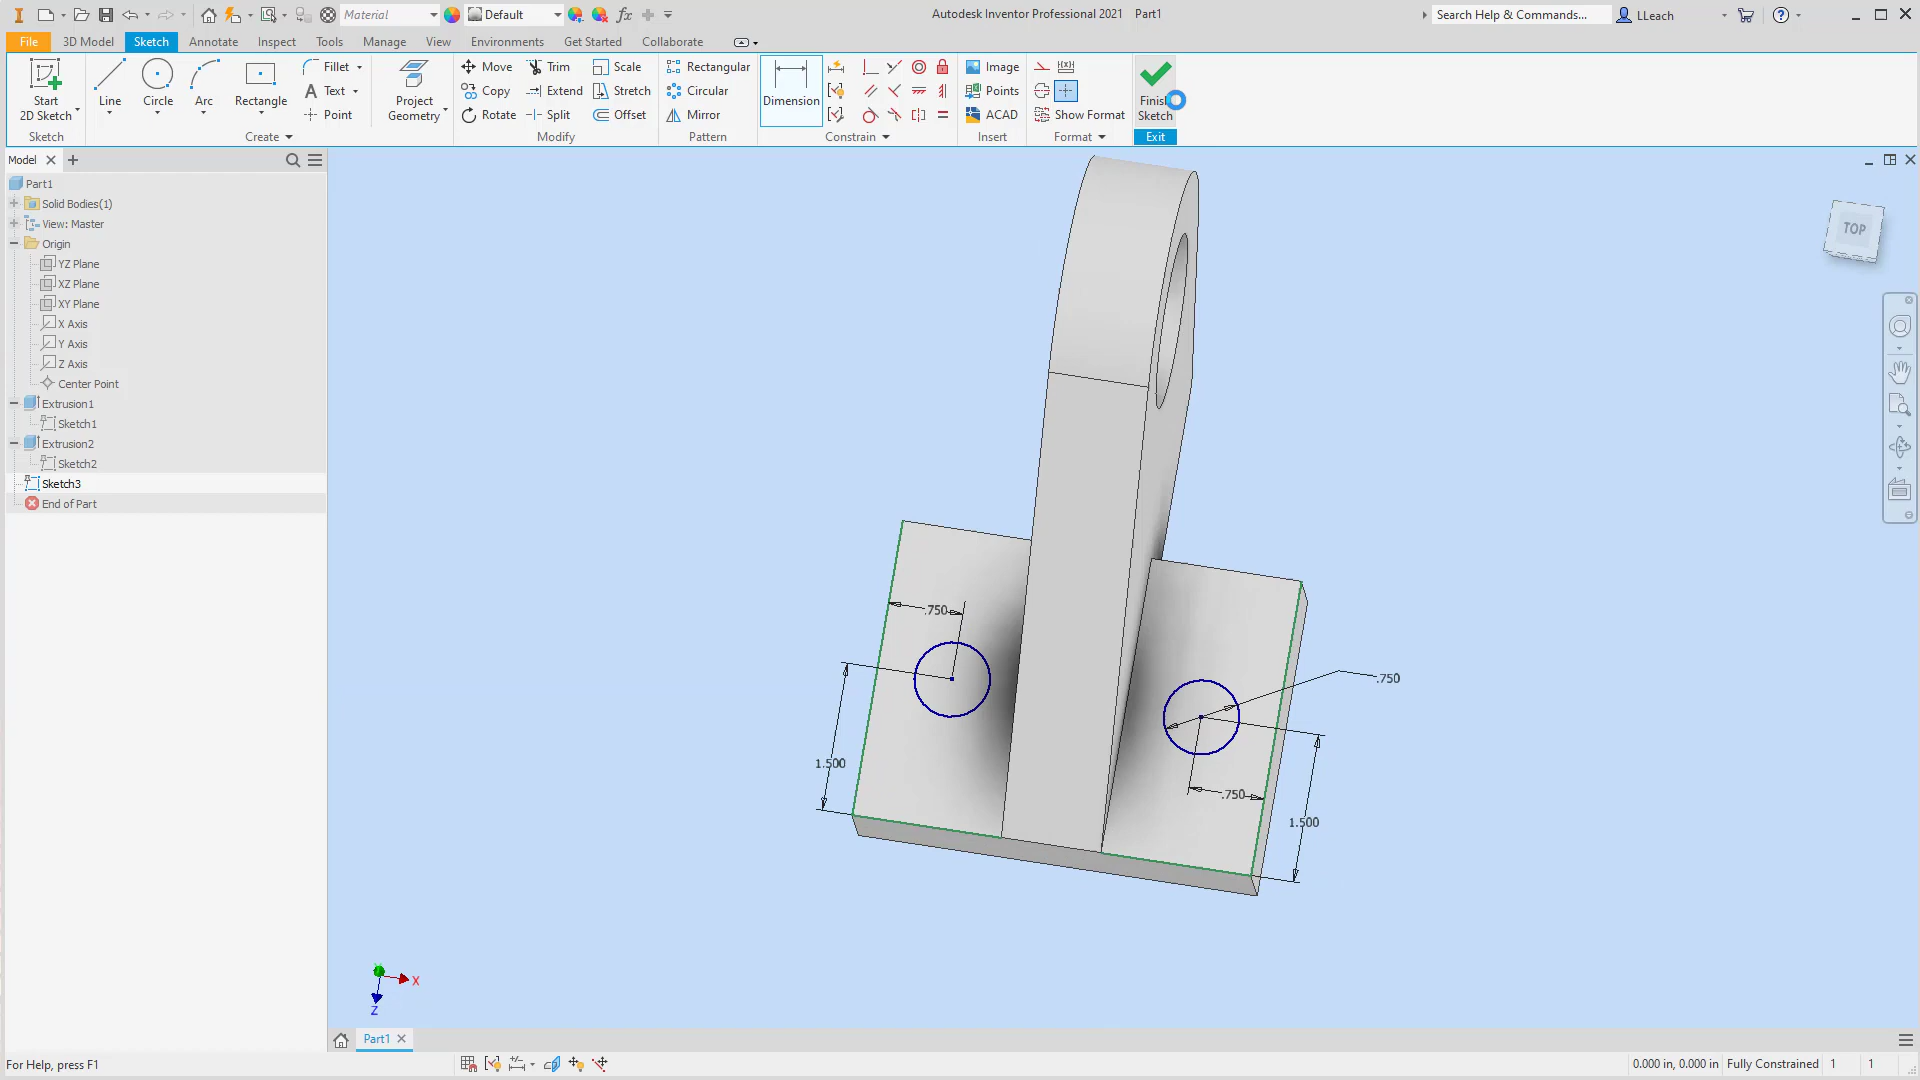 Material
Default
Autodesk Inventor Professional 2021 Part1
Search Help & Commands...
LLeach
File
3D Model
Sketch
Annotate
Inspect
Tools
Manage
View
Environments
Get Started
Collaborate
Start
2D Sketch
Sketch
Line
Circle
Arc
Rectangle
Fillet
Text
Point
Create
Project
Geometry
Move
Copy
Rotate
Trim
Extend
Split
Scale
Stretch
Offset
Modify
Rectangular
Circular
Mirror
Pattern
Dimension
Constrain
Image
Points
ACAD
Insert
Show Format
Format
Finish
Sketch
Exit
Model
Part1
Solid Bodies(1)
View: Master
Origin
YZ Plane
XZ Plane
XY Plane
X Axis
Y Axis
Z Axis
Center Point
Extrusion1
Sketch1
Extrusion2
Sketch2
Sketch3
End of Part
TOP
.750
.750
1.500
.750
1.500
X
Z
Part1
For Help, press F1
0.000 in, 0.000 in Fully Constrained 1 1